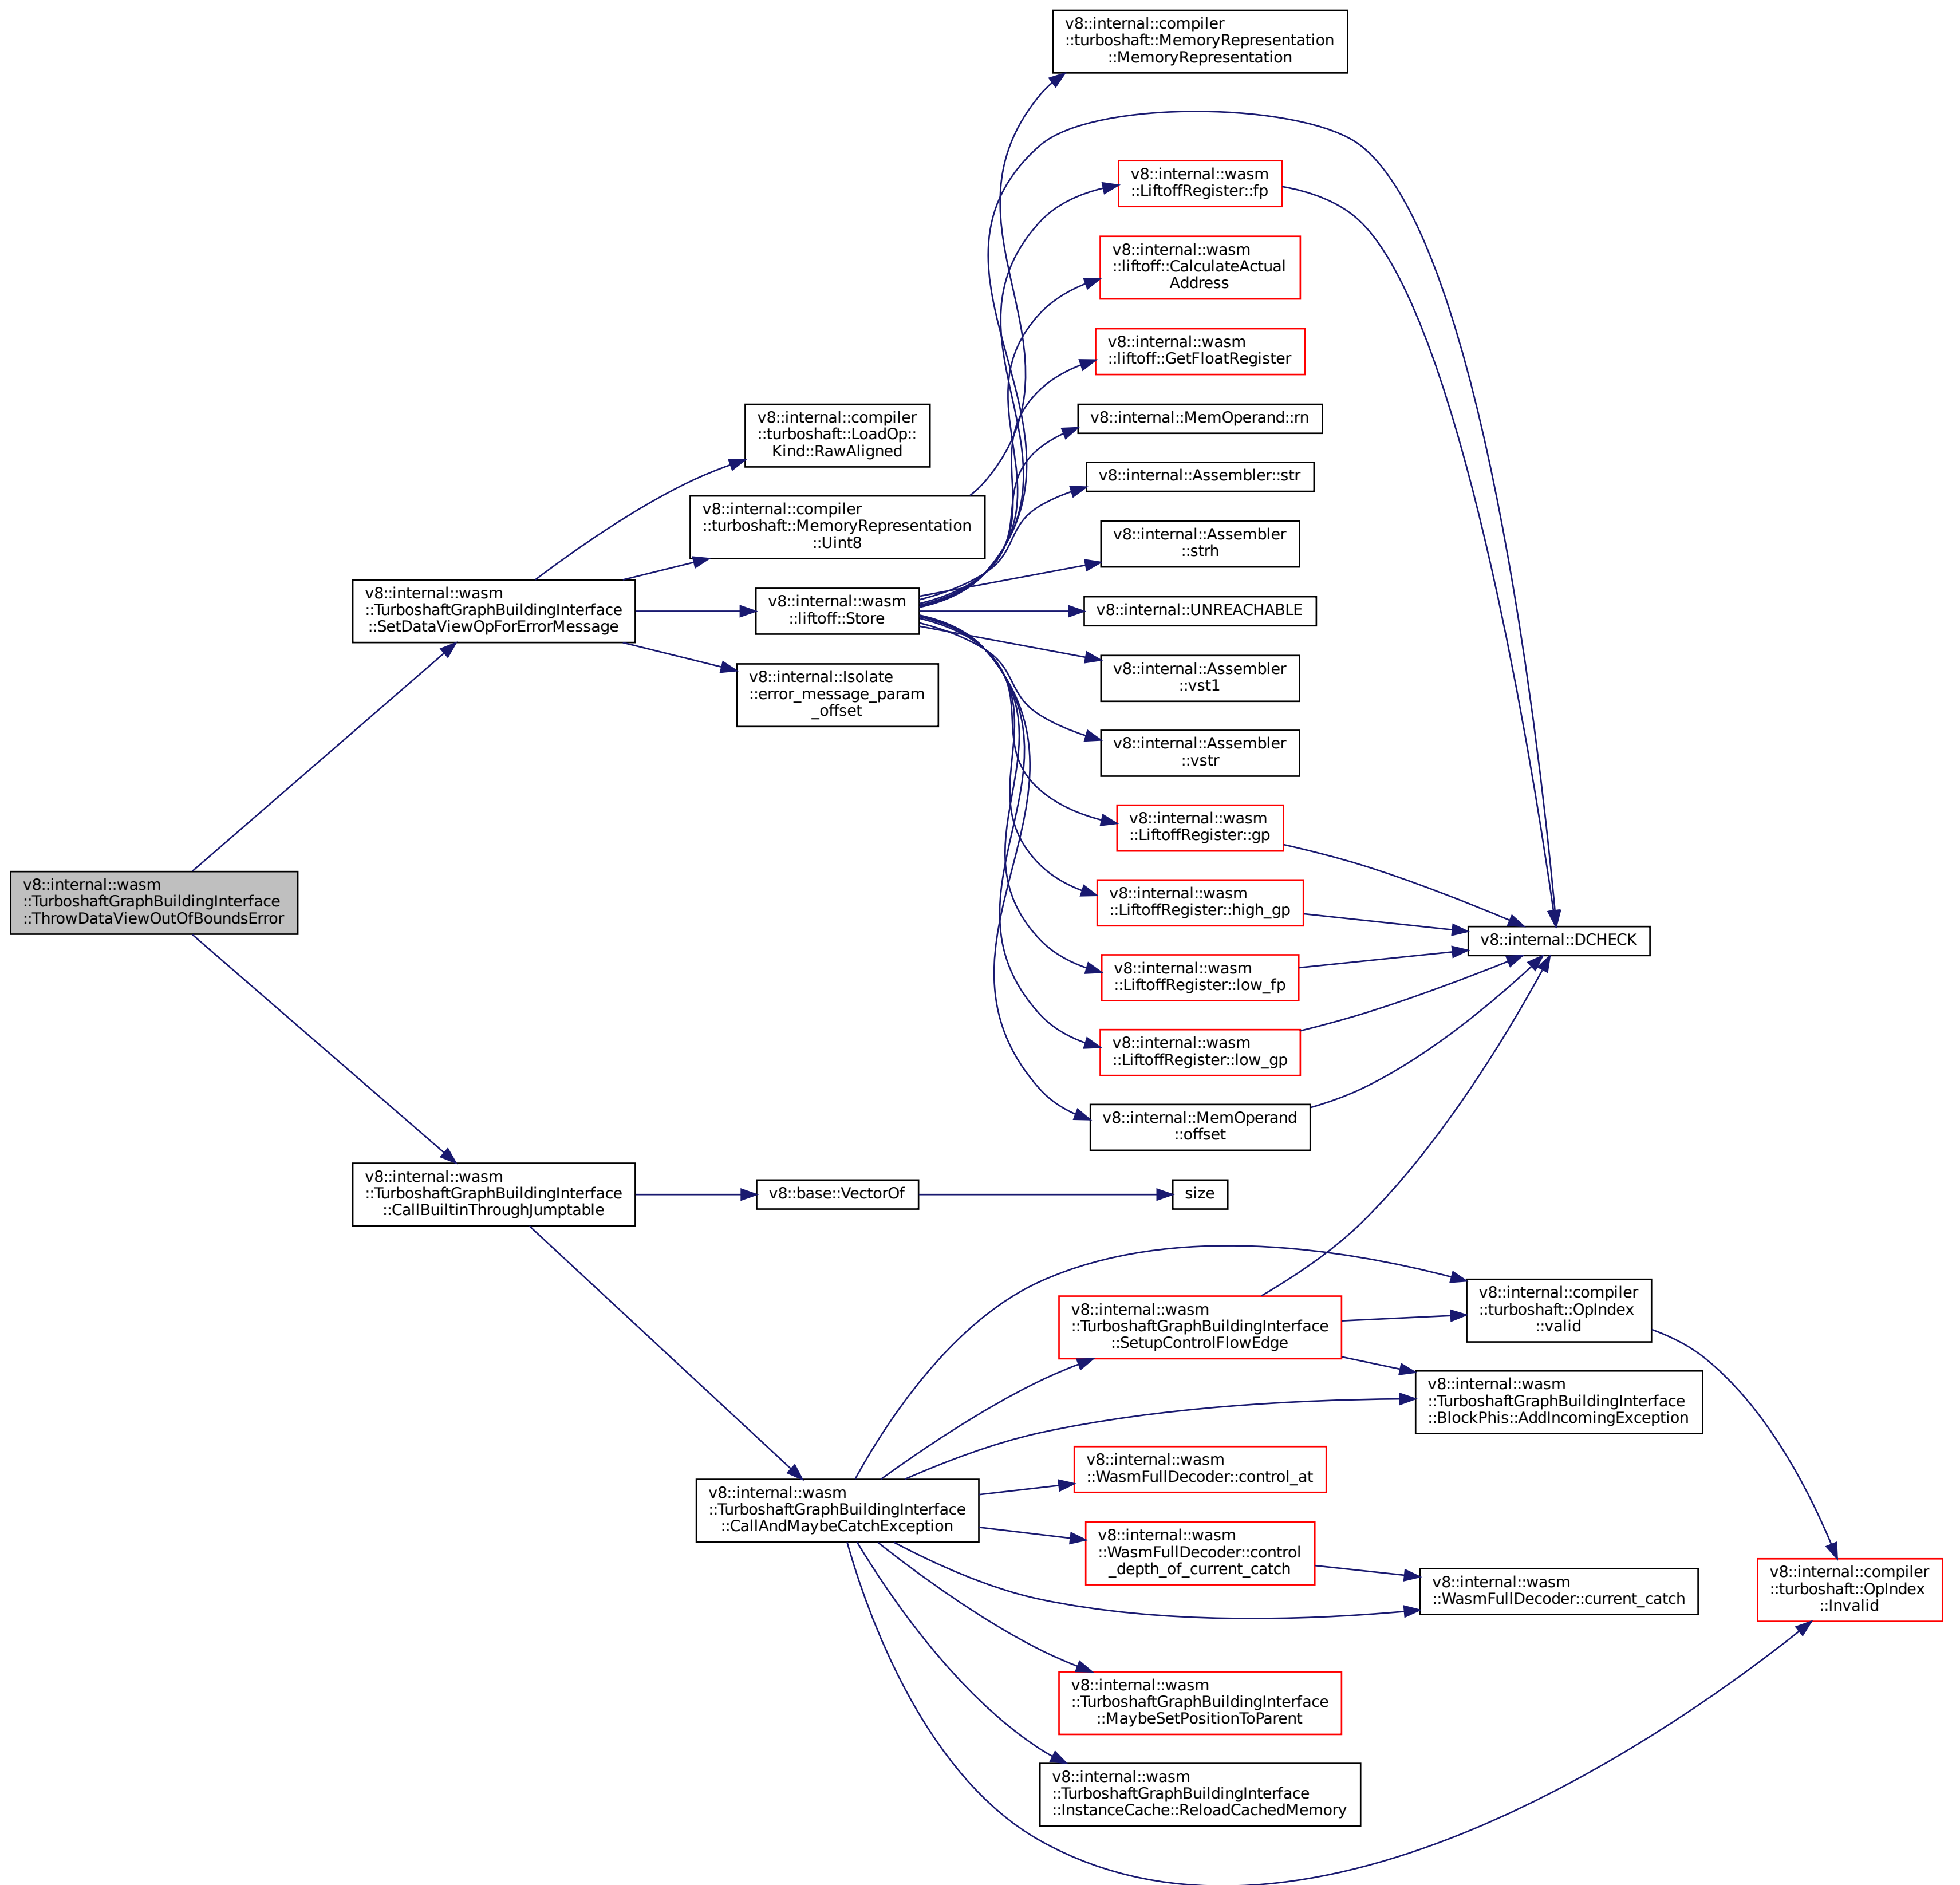 v8::internal::compiler
::turboshaft::MemoryRepresentation
::MemoryRepresentation
v8::internal::wasm
::LiftoffRegister::fp
v8::internal::wasm
::liftoff::CalculateActual
Address
v8::internal::wasm
::liftoff::GetFloatRegister
v8::internal::MemOperand::rn
v8::internal::compiler
::turboshaft::LoadOp::
Kind::RawAligned
v8::internal::Assembler::str
v8::internal::compiler
::turboshaft::MemoryRepresentation
::Uint8
v8::internal::Assembler
::strh
v8::internal::wasm
::TurboshaftGraphBuildingInterface
::SetDataViewOpForErrorMessage
v8::internal::wasm
::liftoff::Store
v8::internal::UNREACHABLE
v8::internal::Isolate
::error_message_param
_offset
v8::internal::Assembler
::vst1
v8::internal::Assembler
::vstr
v8::internal::wasm
::LiftoffRegister::gp
v8::internal::wasm
::TurboshaftGraphBuildingInterface
::ThrowDataViewOutOfBoundsError
v8::internal::wasm
::LiftoffRegister::high_gp
v8::internal::DCHECK
v8::internal::wasm
::LiftoffRegister::low_fp
v8::internal::wasm
::LiftoffRegister::low_gp
v8::internal::MemOperand
::offset
v8::internal::wasm
::TurboshaftGraphBuildingInterface
::CallBuiltinThroughJumptable
v8::base::VectorOf
size
v8::internal::compiler
::turboshaft::OpIndex
::valid
v8::internal::wasm
::TurboshaftGraphBuildingInterface
::SetupControlFlowEdge
v8::internal::wasm
::TurboshaftGraphBuildingInterface
::BlockPhis::AddIncomingException
v8::internal::wasm
::WasmFullDecoder::control_at
v8::internal::wasm
::TurboshaftGraphBuildingInterface
::CallAndMaybeCatchException
v8::internal::wasm
::WasmFullDecoder::control
_depth_of_current_catch
v8::internal::wasm
::WasmFullDecoder::current_catch
v8::internal::compiler
::turboshaft::OpIndex
::Invalid
v8::internal::wasm
::TurboshaftGraphBuildingInterface
::MaybeSetPositionToParent
v8::internal::wasm
::TurboshaftGraphBuildingInterface
::InstanceCache::ReloadCachedMemory